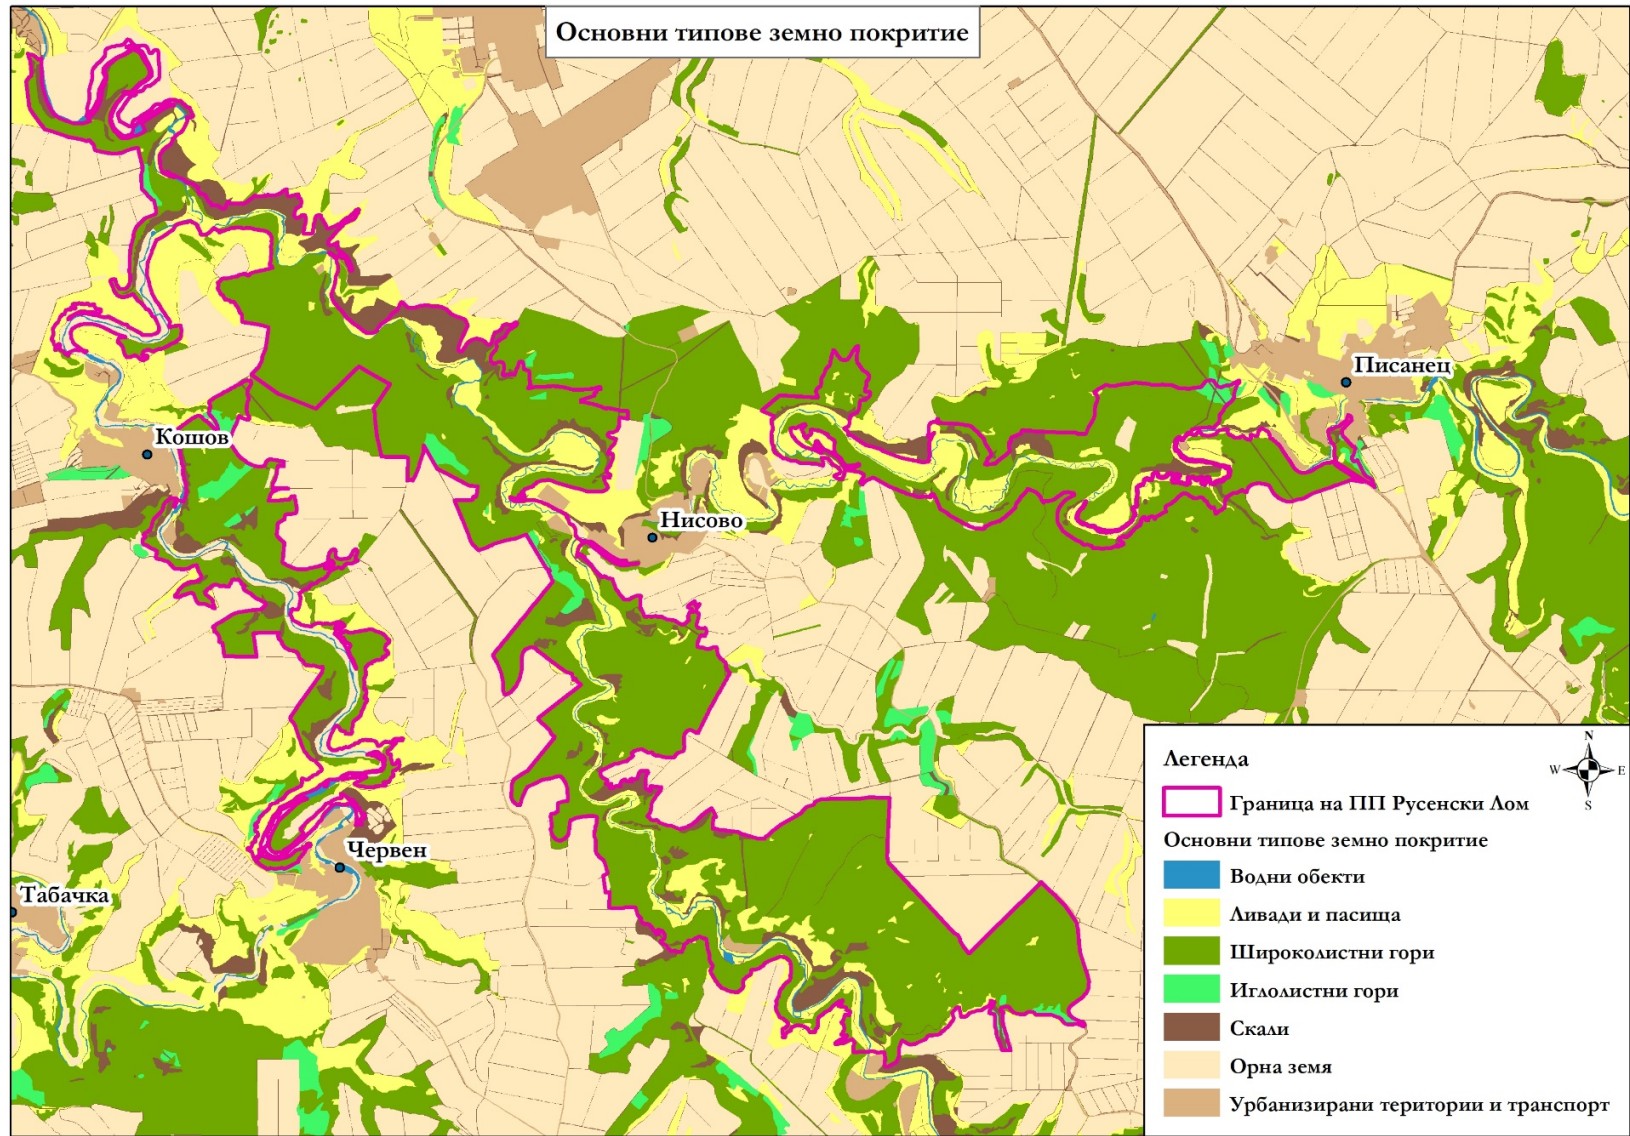 Основни типове земно покритие
Писанец
Кошов
Нисово
Червен
Табачка
Легенда
N
W E
S
Граница на ПП Русенски Лом
Основни типове земно покритие
Водни обекти
Ливади и пасища
Широколистни гори
Иглолистни гори
Скали
Орна земя
Урбанизирани територии и транспорт